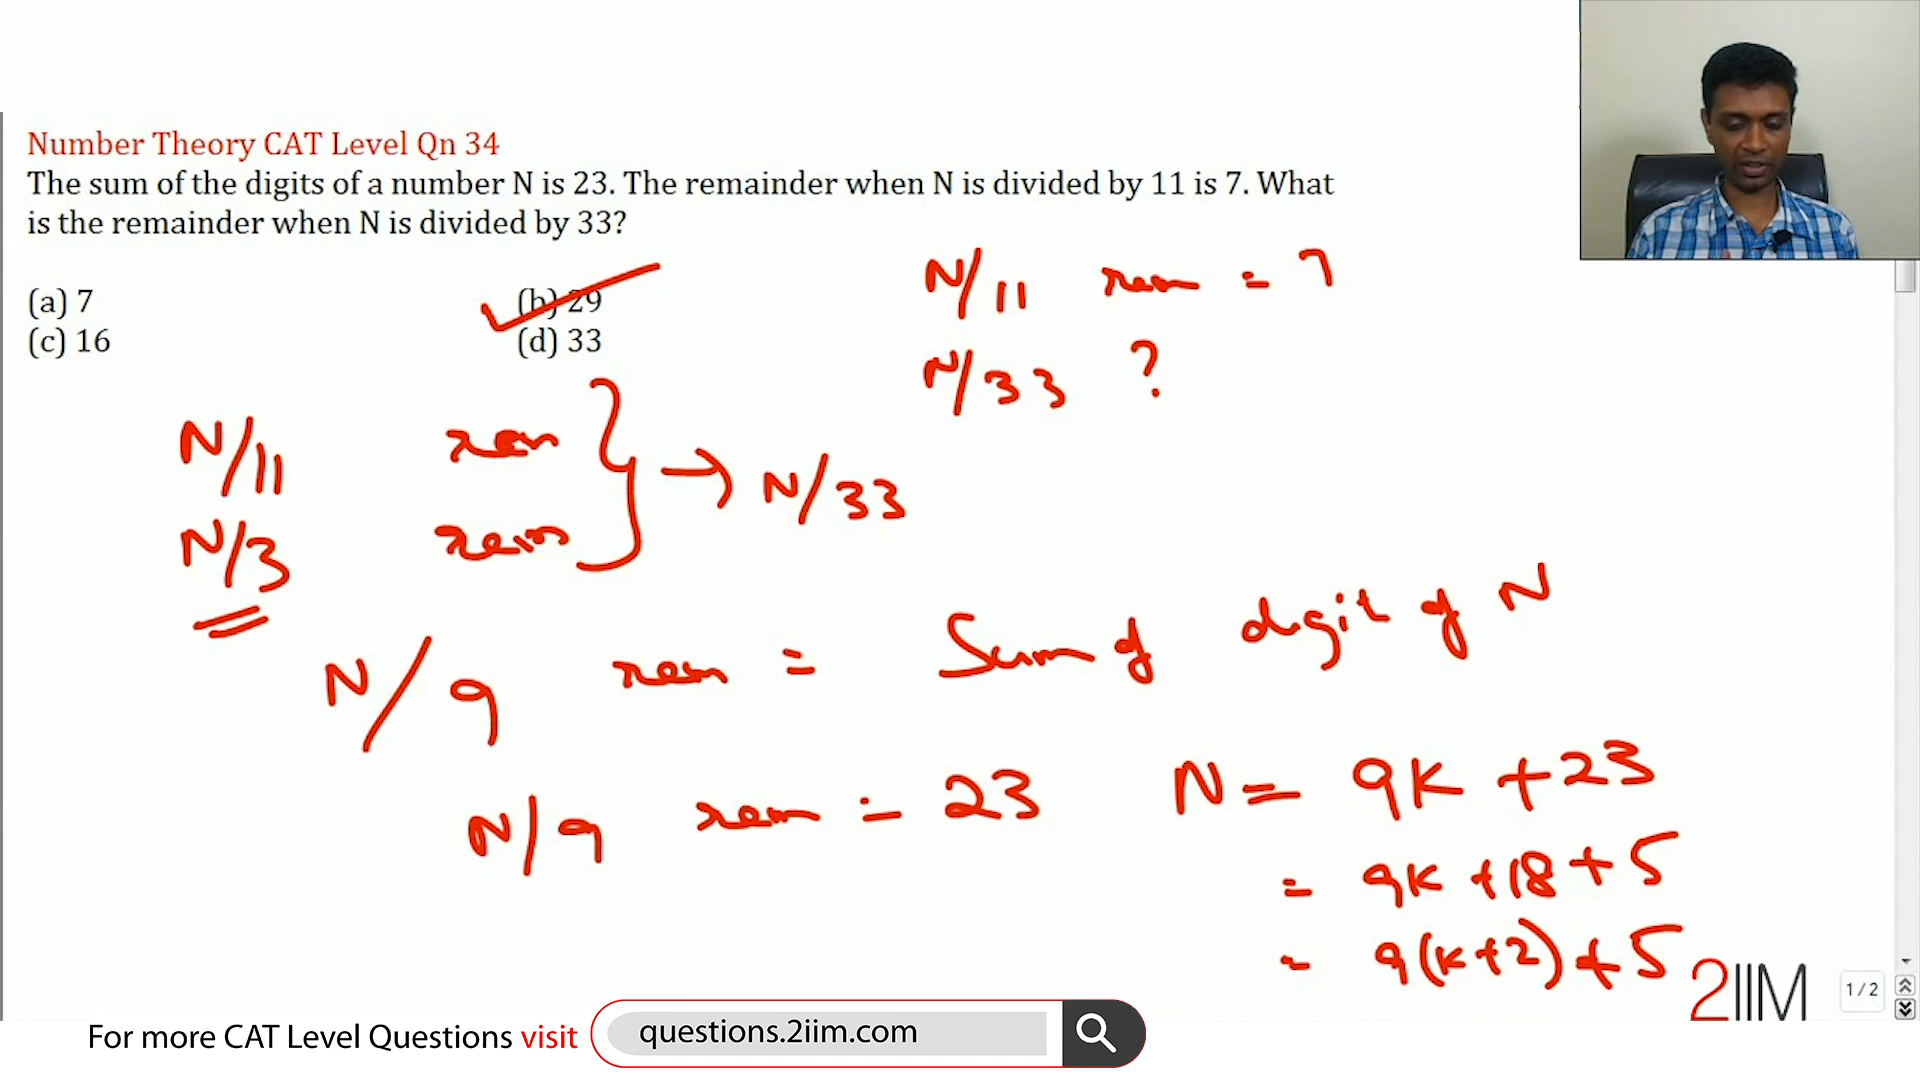 Number Theory CAT Level Qn 34
The sum of the digits of a number N is 23. The remainder when N is divided by 11 is 7. What
is the remainder when N is divided by 33?
(a) 7
(b) 29
(c) 16
(d) 33
N/11 rem = 7
N/33 ?
N/11 rem
N/3 rem
→ N/33
N/9 rem = Sum of digit of N
N/9 rem = 23
N = 9K + 23
= 9K + 18 + 5
= 9(K+2) + 5
2IIM
1 / 2
For more CAT Level Questions visit
questions.2iim.com